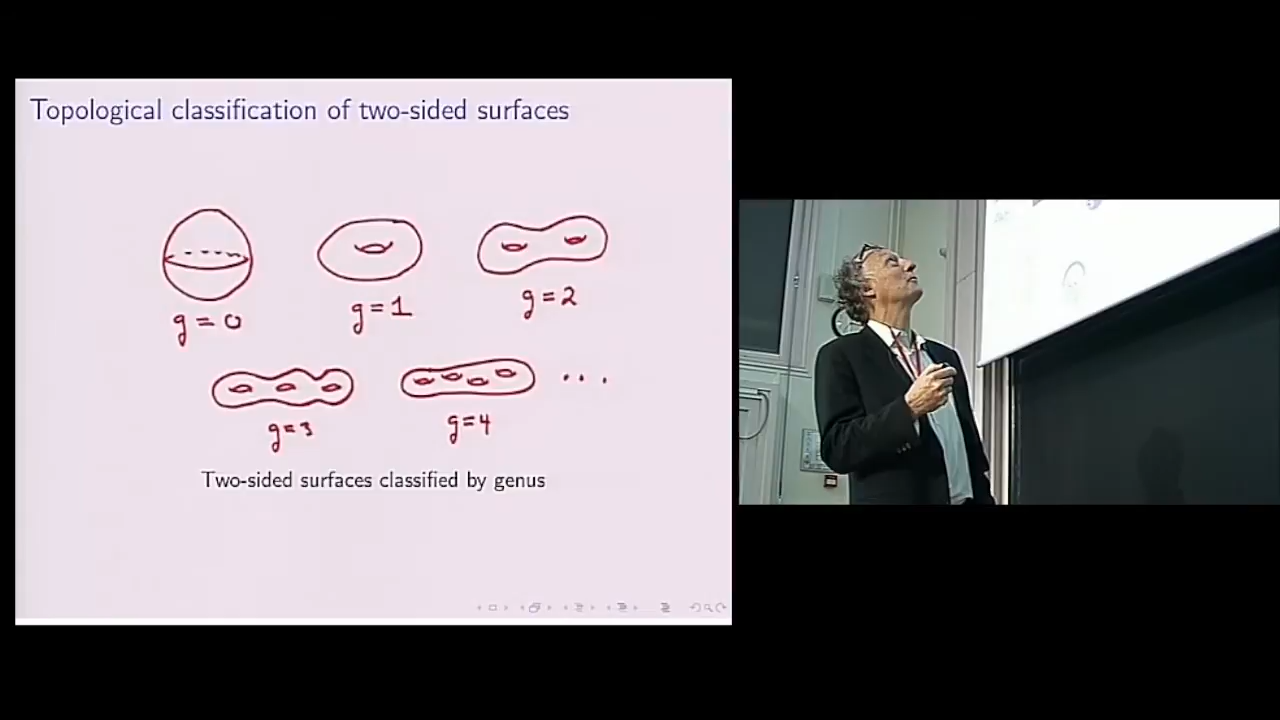 Topological classification of two-sided surfaces
g=0
g=1
g=2
g=3
g=4
...
Two-sided surfaces classified by genus